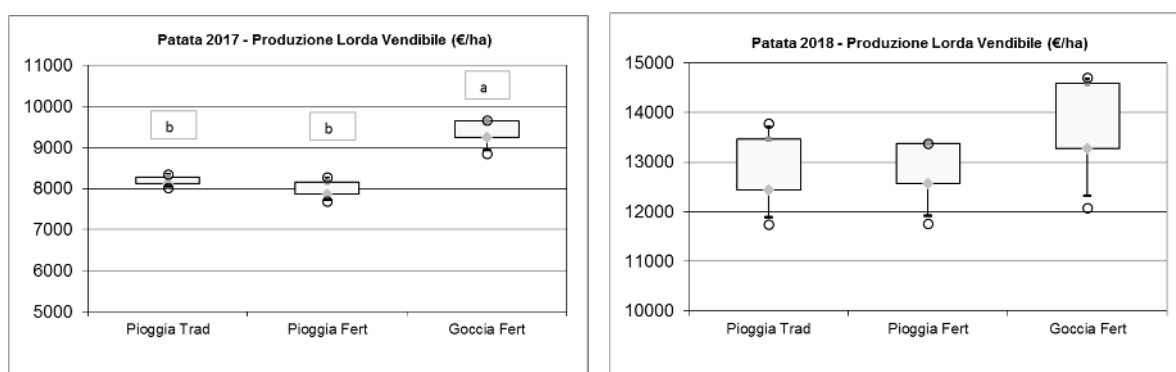 Patata 2017 - Produzione Lorda Vendibile (€/ha)
11000
10000
9000
8000
7000
6000
5000
b
b
a
Pioggia Trad
Pioggia Fert
Goccia Fert
Patata 2018 - Produzione Lorda Vendibile (€/ha)
15000
14000
13000
12000
11000
10000
Pioggia Trad
Pioggia Fert
Goccia Fert